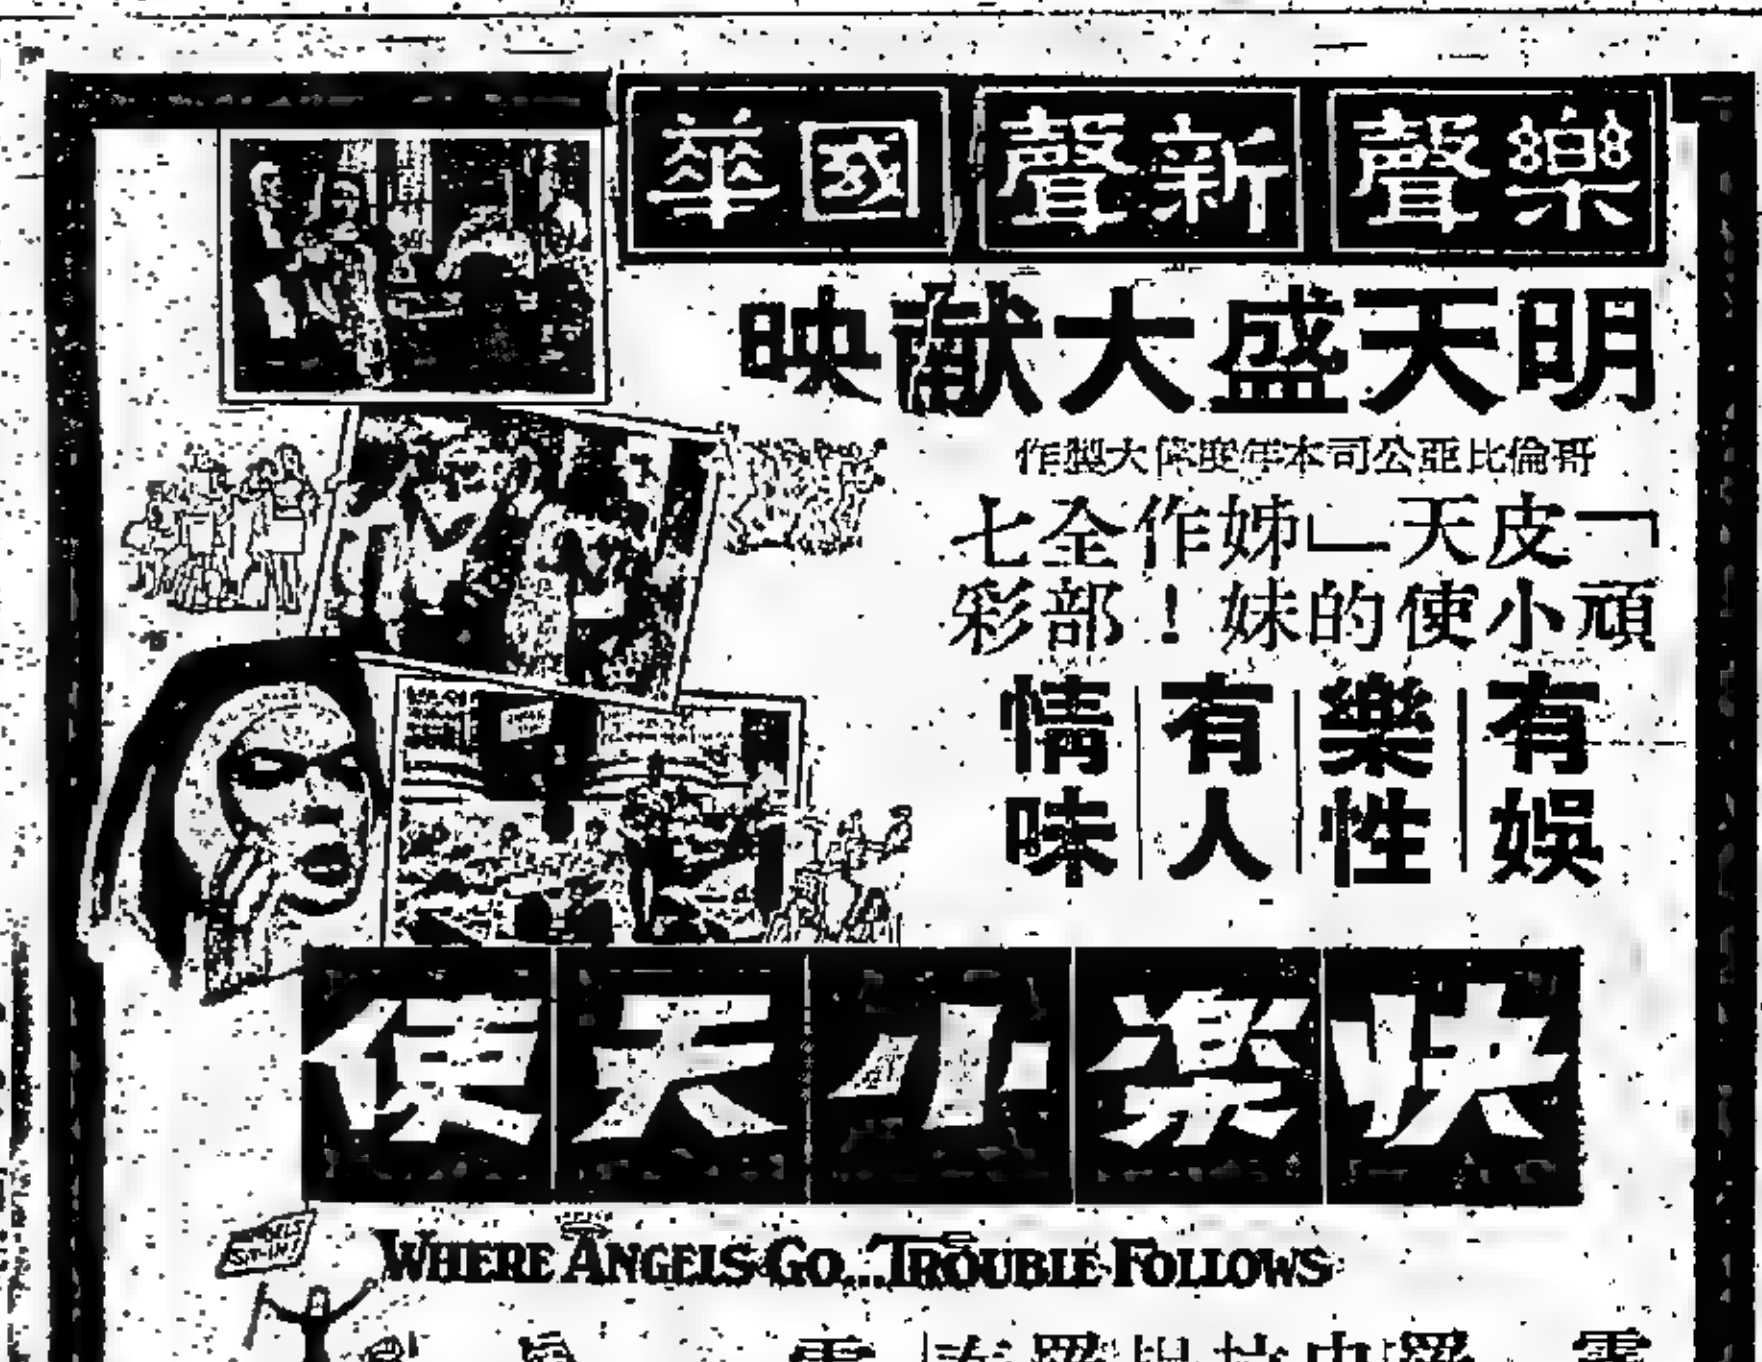 樂聲 新聲 國華
明天盛大献映
哥倫比亞公司本年度偉大製作
「頑皮小天使」的姊妹作！全部七彩
有娛樂性有人情味
快楽小天使
WHERE ANGELS GO...TROUBLE FOLLOWS